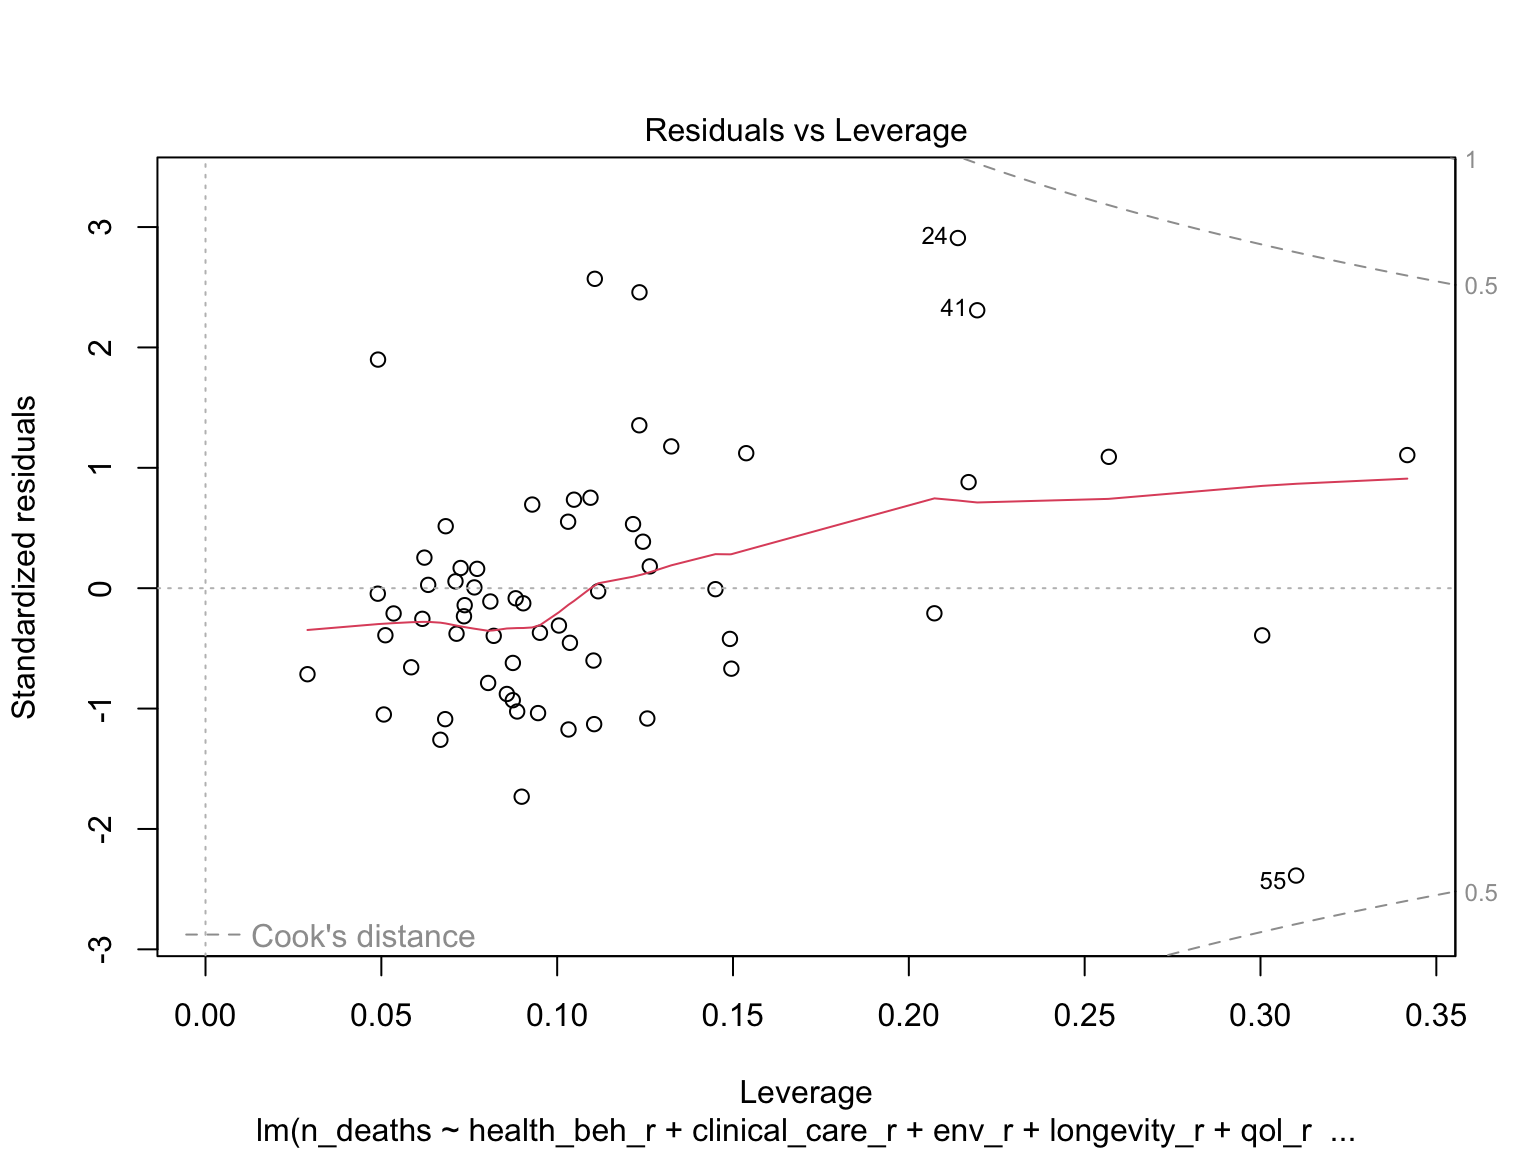 Residuals vs Leverage
1
3
24
0.5
41
2
1
0
-1
-2
55
0.5
-3
Standardized residuals
Cook's distance
0.00 0.05 0.10 0.15 0.20 0.25 0.30 0.35
Leverage
lm(n_deaths ~ health_beh_r + clinical_care_r + env_r + longevity_r + qol_r ...